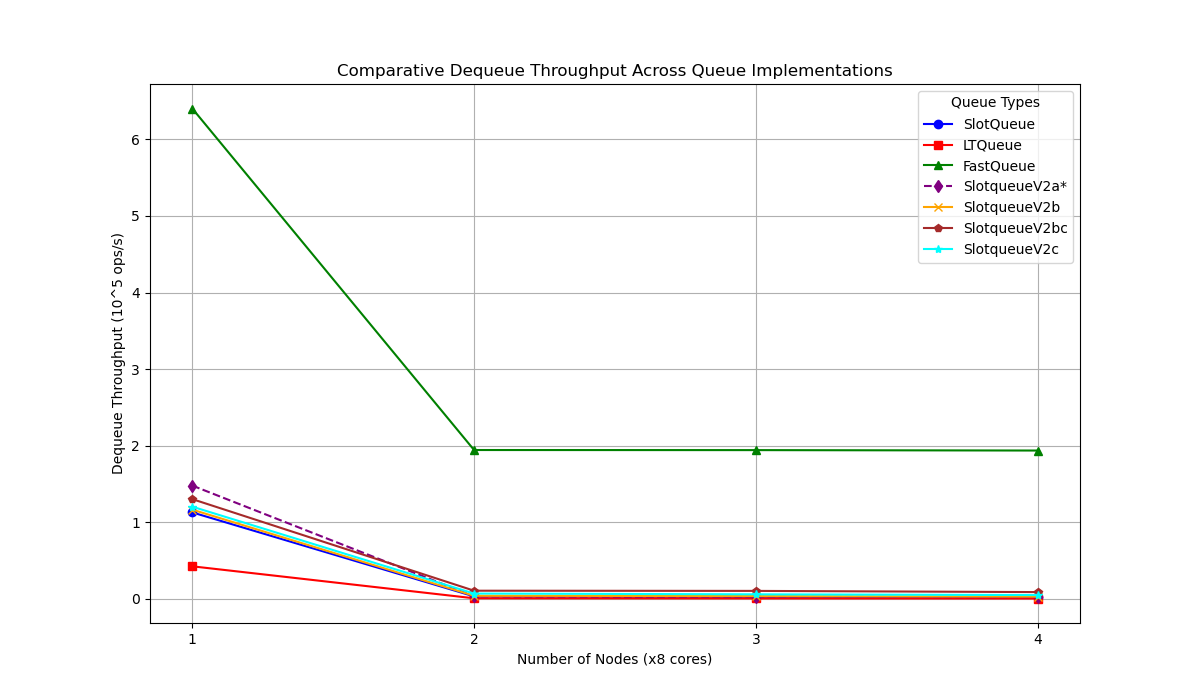 Comparative Dequeue Throughput Across Queue Implementations
Dequeue Throughput (10^5 ops/s)
6
5
4
3
2
1
0
1
2
3
4
Number of Nodes (x8 cores)
Queue Types
SlotQueue
LTQueue
FastQueue
SlotqueueV2a*
SlotqueueV2b
SlotqueueV2bc
SlotqueueV2c